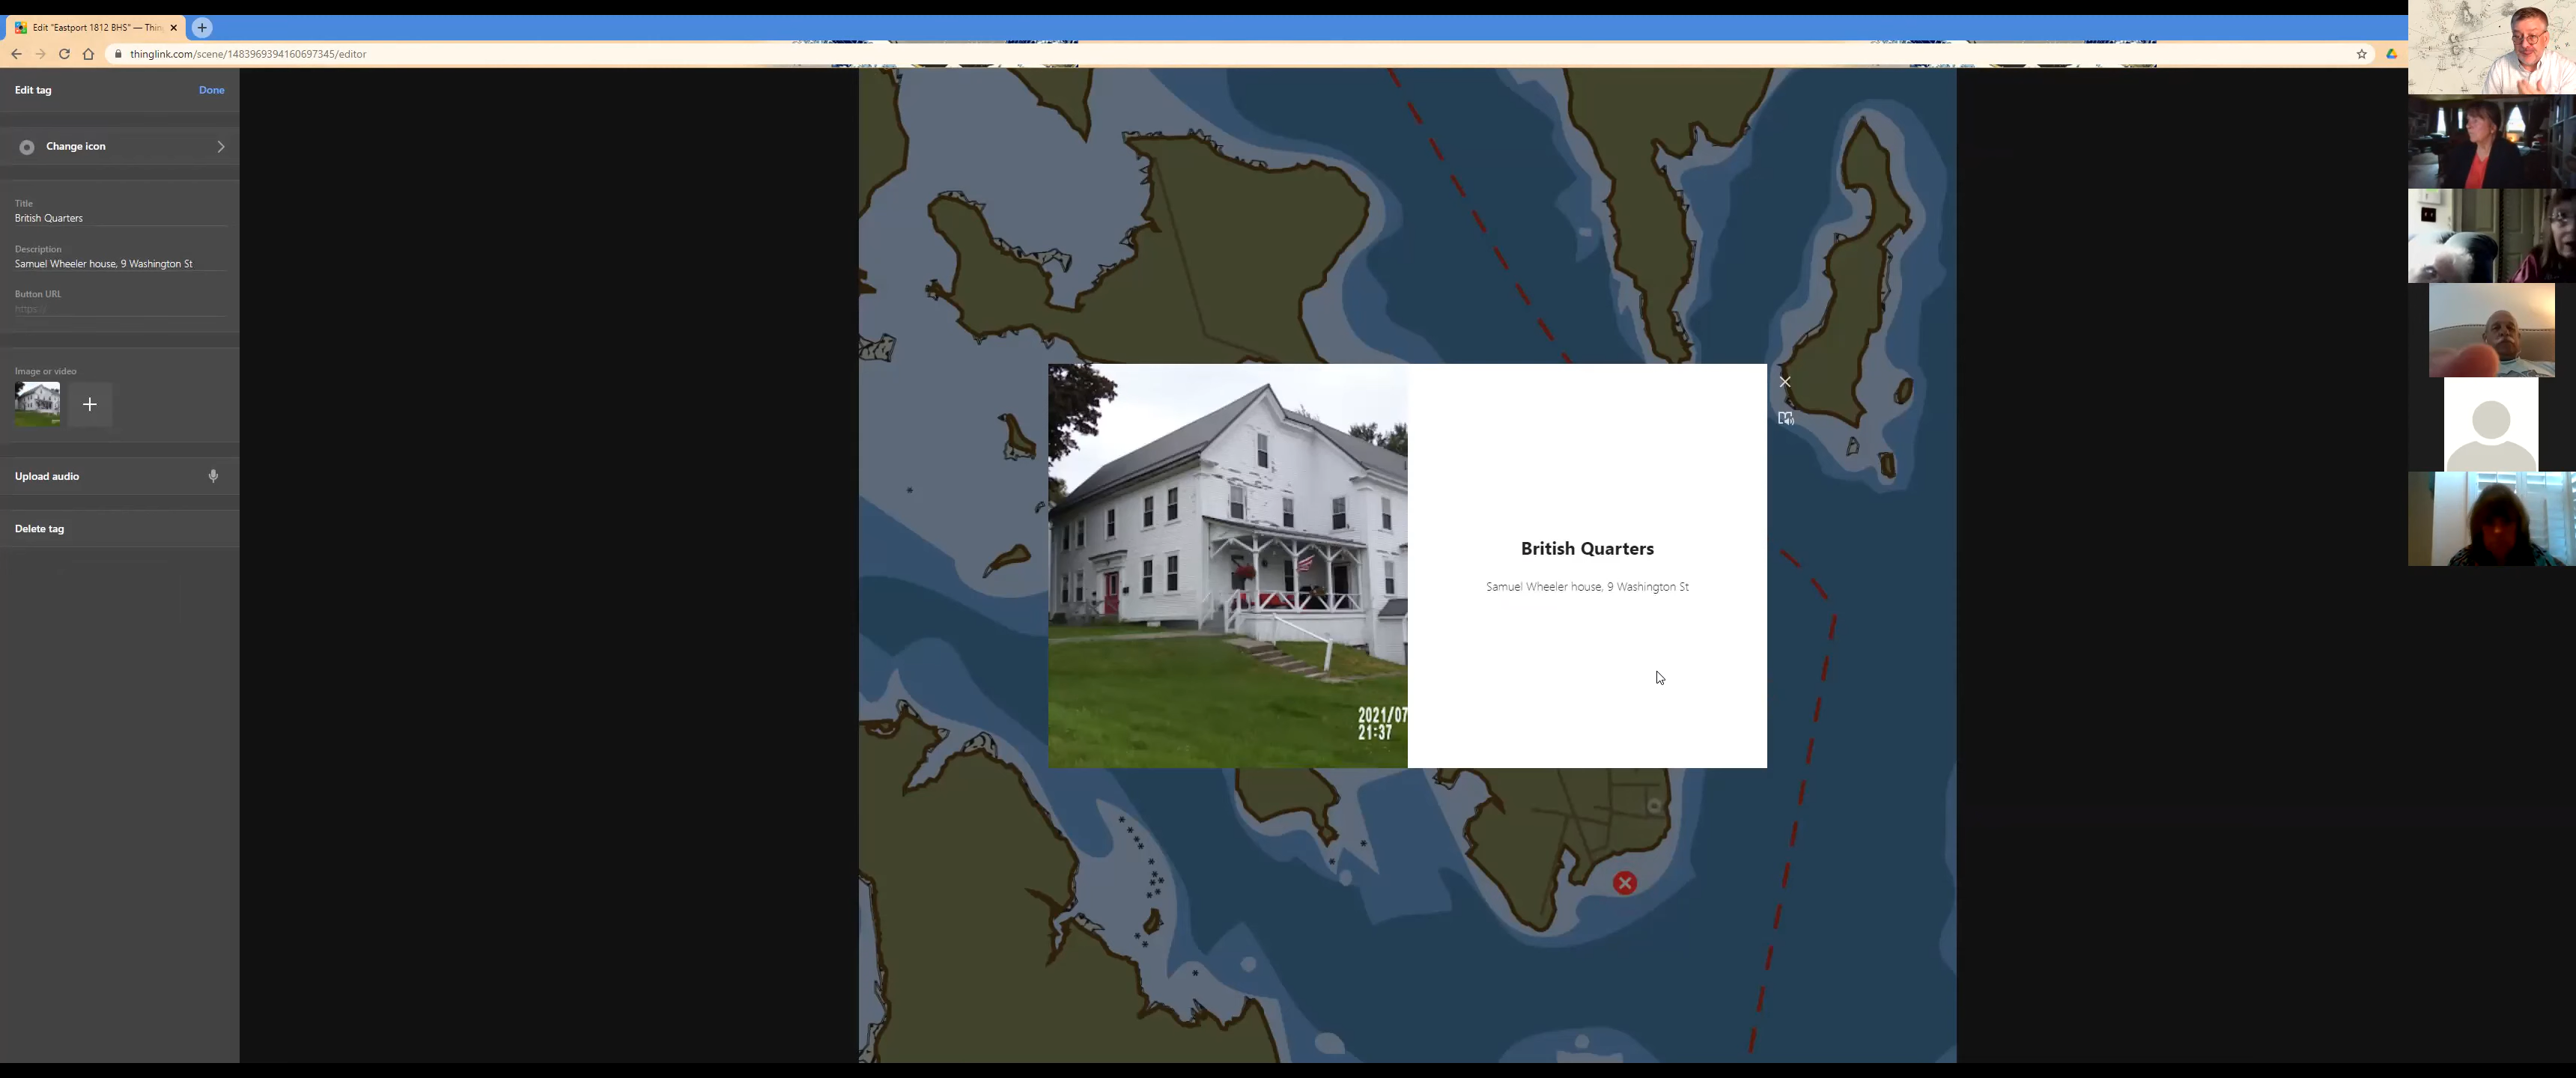 Edit "Eastport 1812 BHS" — Thin
thinglink.com/scene/1483969394160697345/editor
Edit tag
Done
Change icon
Title
British Quarters
Description
Samuel Wheeler house, 9 Washington St
Button URL
https://
Image or video
Upload audio
Delete tag
British Quarters
Samuel Wheeler house, 9 Washington St
2021/07
21:37